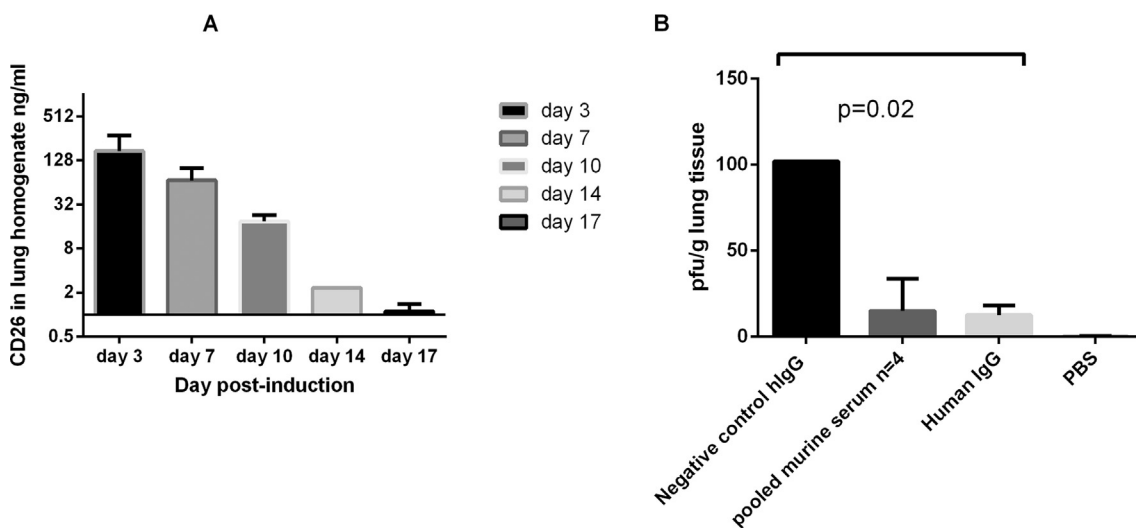 A
CD26 in lung homogenate ng/ml
512
128
32
8
2
0.5
day 3
day 7
day 10
day 14
day 17
Day post-induction
day 3
day 7
day 10
day 14
day 17
B
pfu/g lung tissue
150
100
50
0
p=0.02
Negative control hIgG
pooled murine serum n=4
Human IgG
PBS